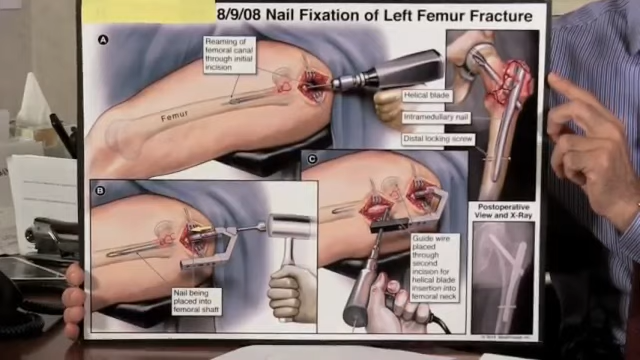 8/9/08 Nail Fixation of Left Femur Fracture
A
Reaming of
femoral canal
through initial
incision
Femur
Helical blade
Intramedullary nail
Distal locking screw
B
Nail being
placed into
femoral shaft
C
Guide wire
placed
through
second
incision for
helical blade
insertion into
femoral neck
Postoperative
View and X-Ray